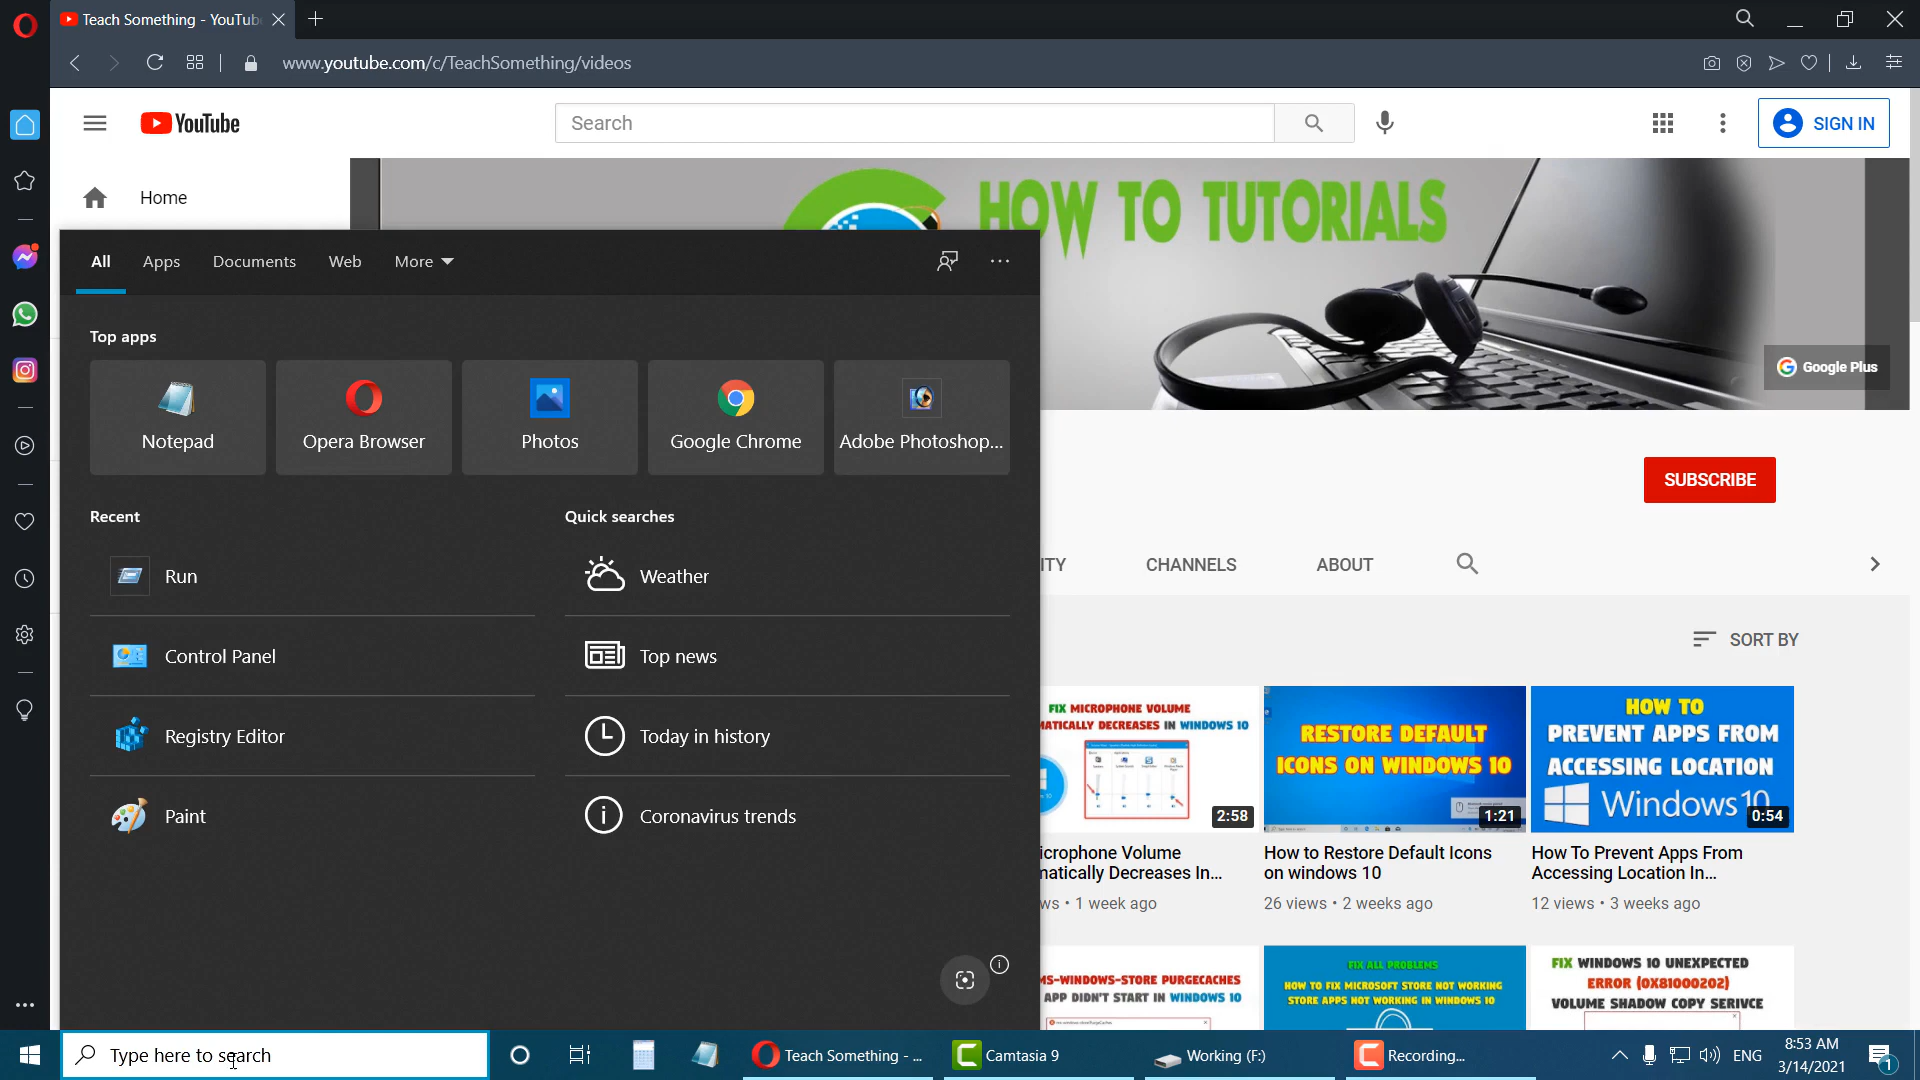 Teach Something - YouTub
www.youtube.com/c/TeachSomething/videos
YouTube
Search
SIGN IN
Home
HOW TO TUTORIALS
Google Plus
All Apps Documents Web More
Top apps
Notepad
Opera Browser
Photos
Google Chrome
Adobe Photoshop...
Recent
Run
Control Panel
Registry Editor
Paint
Quick searches
Weather
Top news
Today in history
Coronavirus trends
SUBSCRIBE
ITY CHANNELS ABOUT
SORT BY
FIX MICROPHONE VOLUME
MATICALLY DECREASES IN WINDOWS 10
2:58
icrophone Volume
natically Decreases In...
ws • 1 week ago
RESTORE DEFAULT
ICONS ON WINDOWS 10
1:21
How to Restore Default Icons
on windows 10
26 views • 2 weeks ago
HOW TO
PREVENT APPS FROM
ACCESSING LOCATION
Windows 10
0:54
How To Prevent Apps From
Accessing Location In...
12 views • 3 weeks ago
MS-WINDOWS-STORE PURGECACHES
APP DIDN'T START IN WINDOWS 10
FIX ALL PROBLEMS
HOW TO FIX MICROSOFT STORE NOT WORKING
STORE APPS NOT WORKING IN WINDOWS 10
FIX WINDOWS 10 UNEXPECTED
ERROR (0X81000202)
VOLUME SHADOW COPY SERIVCE
Type here to search
Teach Something - ...
Camtasia 9
Working (F:)
Recording...
ENG
8:53 AM
3/14/2021
1